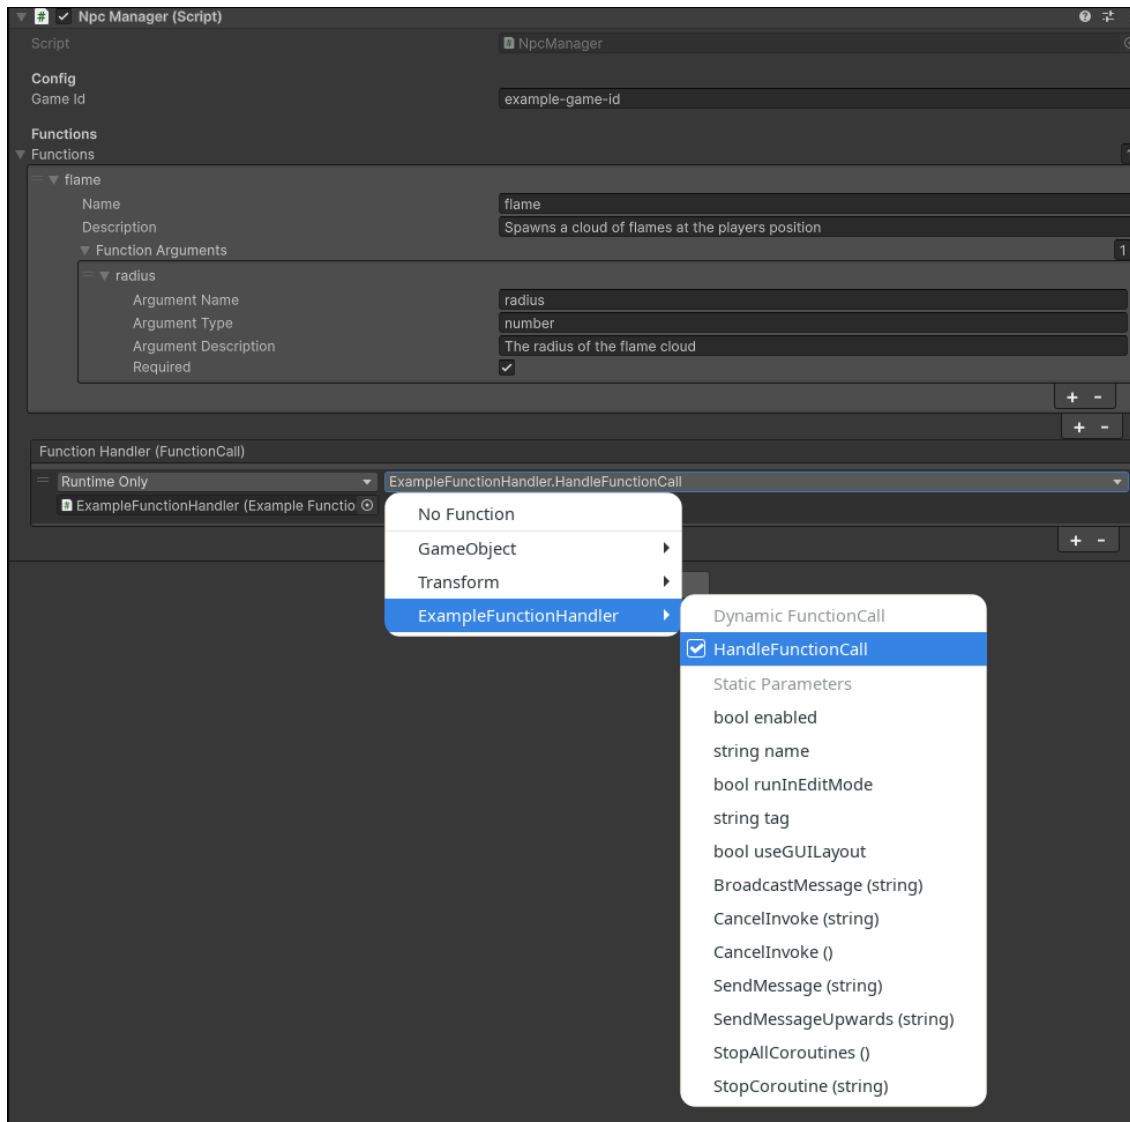 Npc Manager (Script)
Script NpcManager
Config
Game Id example-game-id
Functions
Functions
flame
Name flame
Description Spawns a cloud of flames at the players position
Function Arguments 1
radius
Argument Name radius
Argument Type number
Argument Description The radius of the flame cloud
Required
+ -
+ -
Function Handler (FunctionCall)
Runtime Only ExampleFunctionHandler.HandleFunctionCall
ExampleFunctionHandler (Example Functio
+ -
No Function
GameObject
Transform
ExampleFunctionHandler
Dynamic FunctionCall
HandleFunctionCall
Static Parameters
bool enabled
string name
bool runInEditMode
string tag
bool useGUILayout
BroadcastMessage (string)
CancelInvoke (string)
CancelInvoke ()
SendMessage (string)
SendMessageUpwards (string)
StopAllCoroutines ()
StopCoroutine (string)